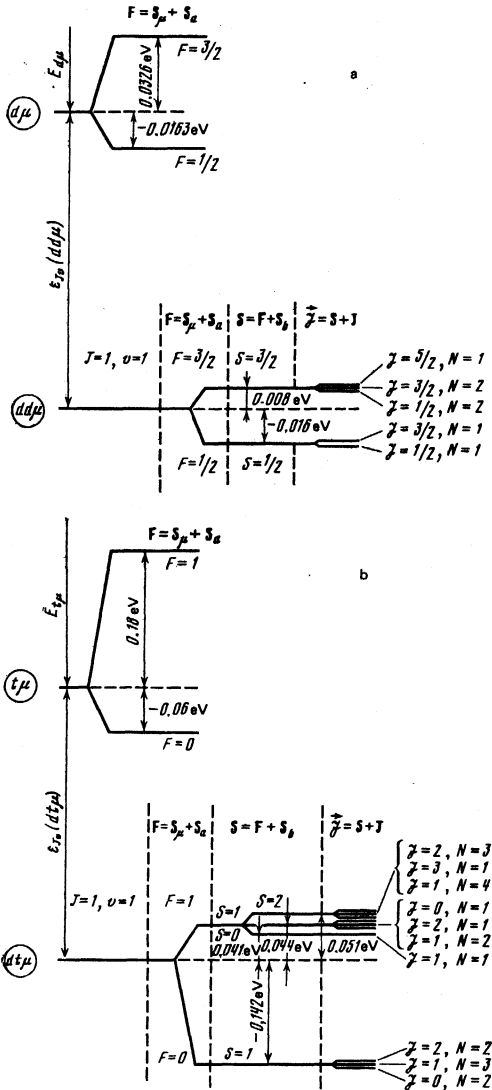 F = S_μ + S_a
E_dμ
F = 3/2
a
0.0326 eV
dμ
-0.0163 eV
F = 1/2
ε_Jυ (ddμ)
F = S_μ + S_a
S = F + S_b
𝒥⃗ = S + J
J = 1, υ = 1
F = 3/2
S = 3/2
𝒥 = 5/2, N = 1
𝒥 = 3/2, N = 2
0.008 eV
𝒥 = 1/2, N = 2
ddμ
-0,016 eV
𝒥 = 3/2, N = 1
F = 1/2
S = 1/2
𝒥 = 1/2, N = 1
F = S_μ + S_a
F = 1
b
E_tμ
0.18 eV
tμ
-0.06 eV
F = 0
ε_Jυ (dtμ)
F = S_μ + S_a
S = F + S_b
𝒥⃗ = S + J
𝒥 = 2, N = 3
𝒥 = 3, N = 1
J = 1, υ = 1
F = 1
S = 1
S = 2
𝒥 = 1, N = 4
𝒥 = 0, N = 1
S = 0
𝒥 = 2, N = 1
0,041 eV
0.044 eV
0.051 eV
𝒥 = 1, N = 2
dtμ
𝒥 = 1, N = 1
-0,142 eV
F = 0
S = 1
𝒥 = 2, N = 2
𝒥 = 1, N = 3
𝒥 = 0, N = 2